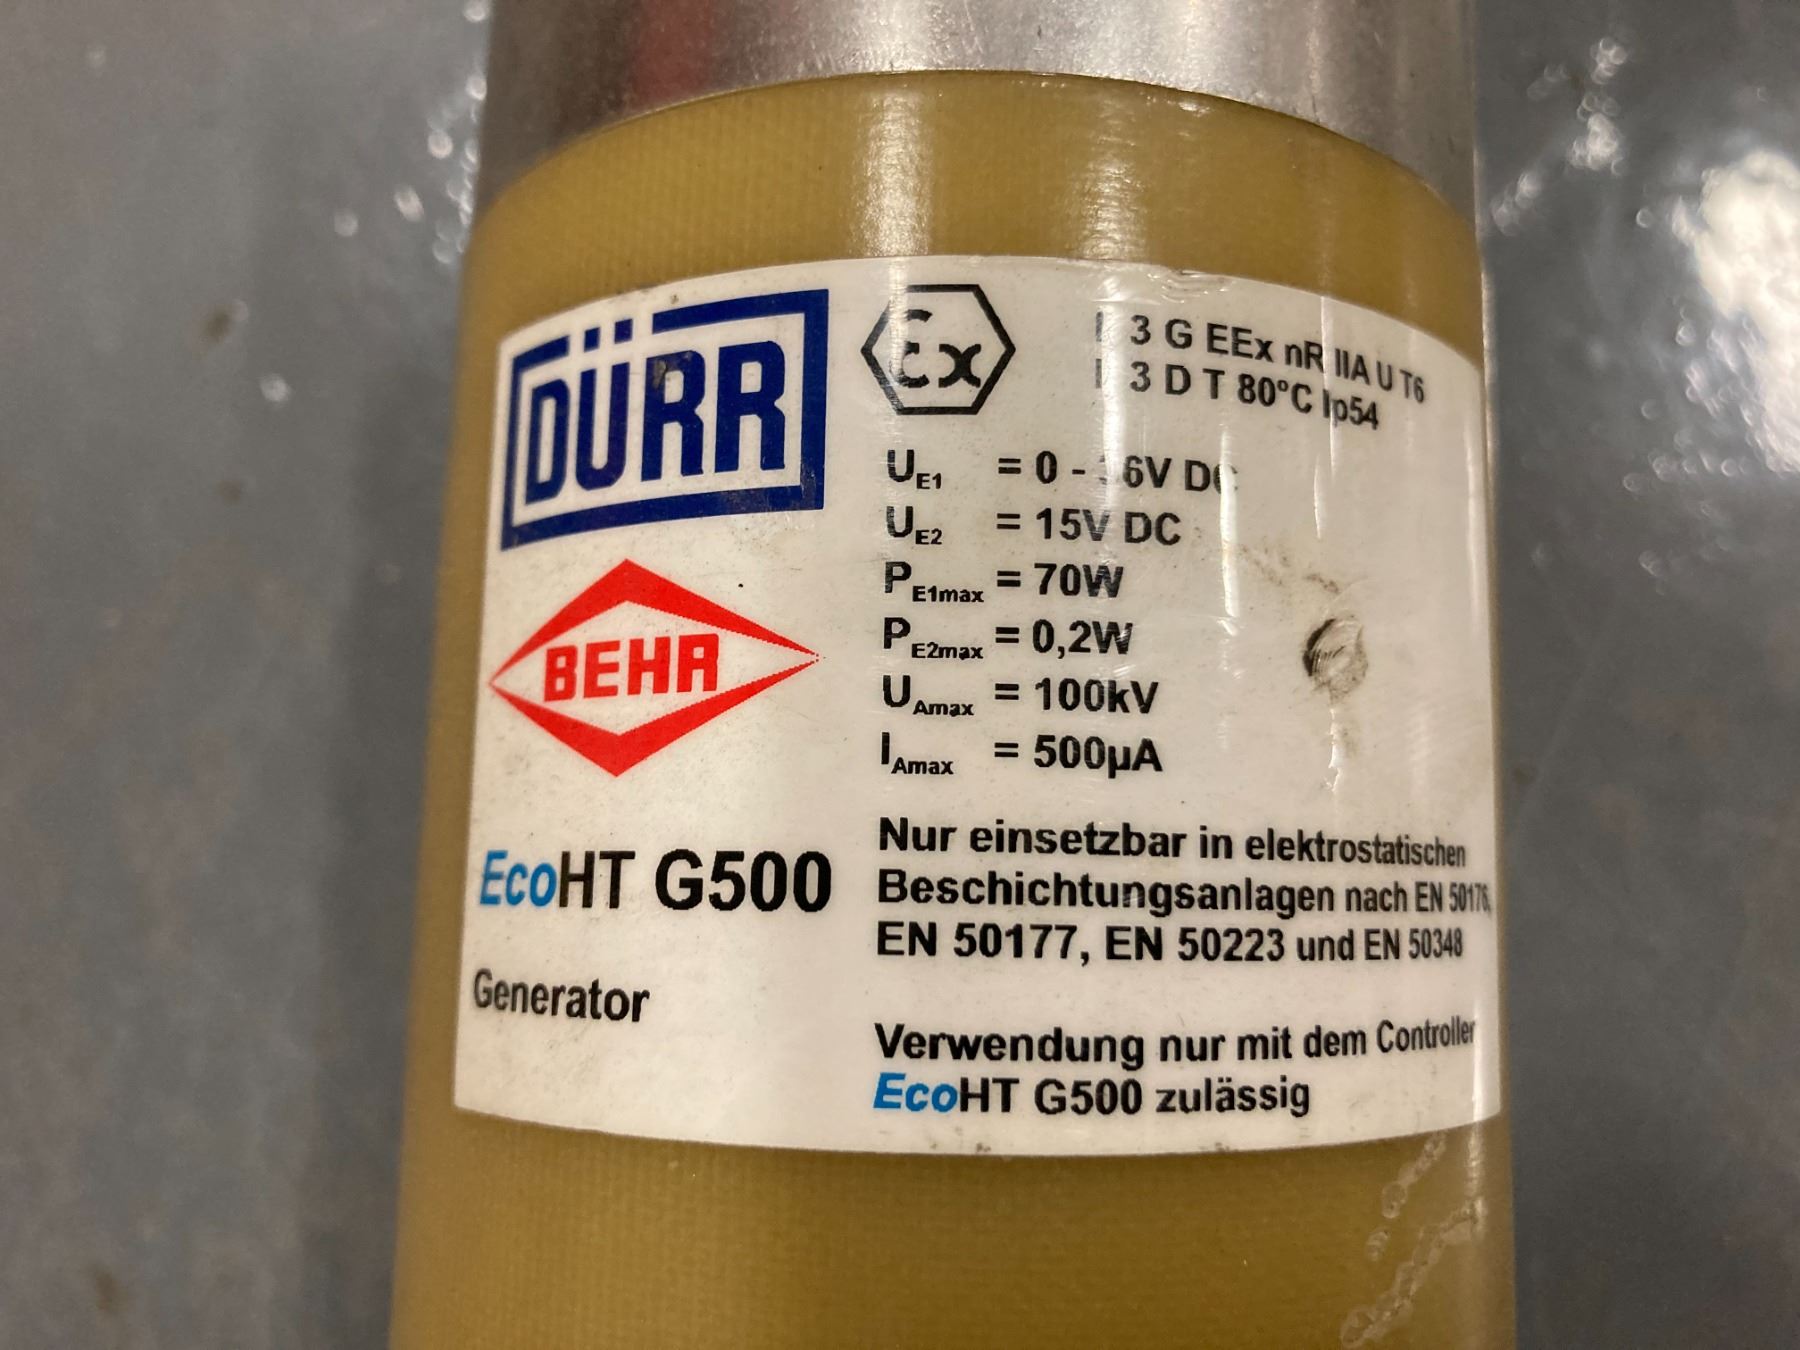 DÜRR
BEHR
EcoHT G500
Generator
Ex
3 G EEx nR IIA U T6
3 D T 80°C Ip54
UE1 = 0 - 6V DC
UE2 = 15V DC
PE1max = 70W
PE2max = 0,2W
UAmax = 100kV
IAmax = 500µA
Nur einsetzbar in elektrostatischen
Beschichtungsanlagen nach EN 50176,
EN 50177, EN 50223 und EN 50348
Verwendung nur mit dem Controller
EcoHT G500 zulässig